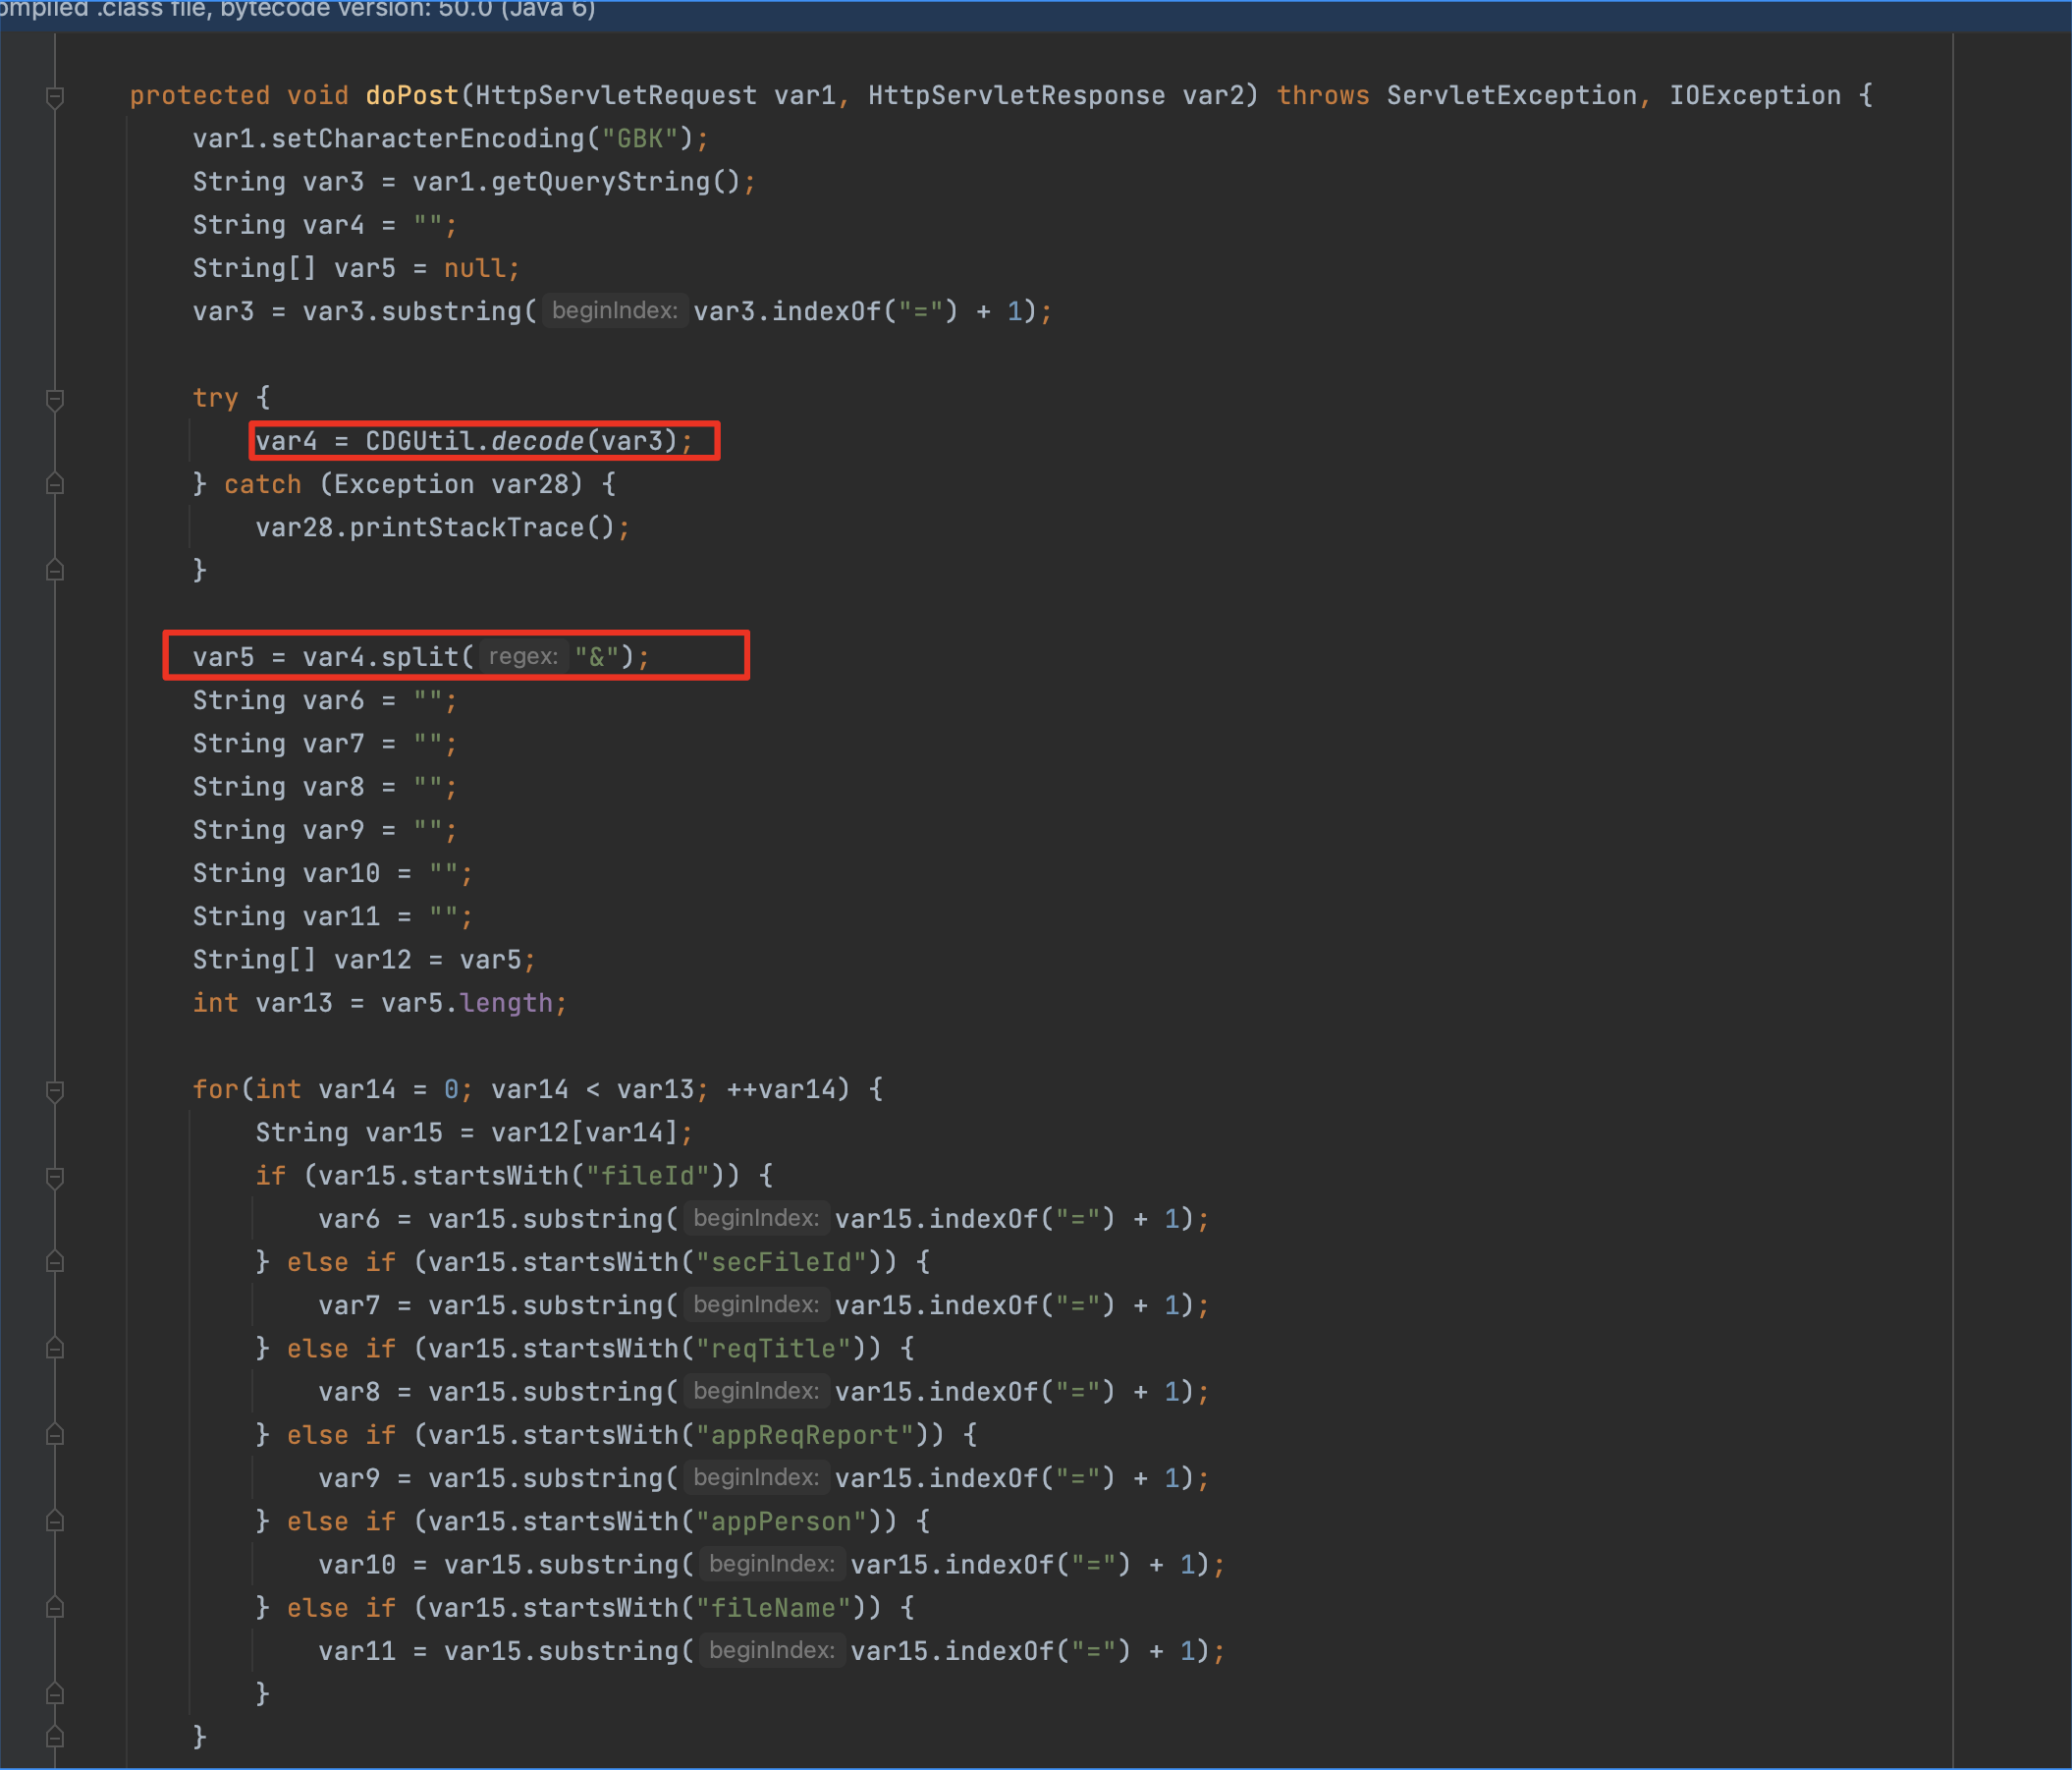 ompiled .class file, bytecode version: 50.0 (Java 6)
protected void doPost(HttpServletRequest var1, HttpServletResponse var2) throws ServletException, IOException {
var1.setCharacterEncoding("GBK");
String var3 = var1.getQueryString();
String var4 = "";
String[] var5 = null;
var3 = var3.substring( beginIndex: var3.indexOf("=") + 1);
try {
var4 = CDGUtil.decode(var3);
} catch (Exception var28) {
var28.printStackTrace();
}
var5 = var4.split( regex: "&");
String var6 = "";
String var7 = "";
String var8 = "";
String var9 = "";
String var10 = "";
String var11 = "";
String[] var12 = var5;
int var13 = var5.length;
for(int var14 = 0; var14 < var13; ++var14) {
String var15 = var12[var14];
if (var15.startsWith("fileId")) {
var6 = var15.substring( beginIndex: var15.indexOf("=") + 1);
} else if (var15.startsWith("secFileId")) {
var7 = var15.substring( beginIndex: var15.indexOf("=") + 1);
} else if (var15.startsWith("reqTitle")) {
var8 = var15.substring( beginIndex: var15.indexOf("=") + 1);
} else if (var15.startsWith("appReqReport")) {
var9 = var15.substring( beginIndex: var15.indexOf("=") + 1);
} else if (var15.startsWith("appPerson")) {
var10 = var15.substring( beginIndex: var15.indexOf("=") + 1);
} else if (var15.startsWith("fileName")) {
var11 = var15.substring( beginIndex: var15.indexOf("=") + 1);
}
}